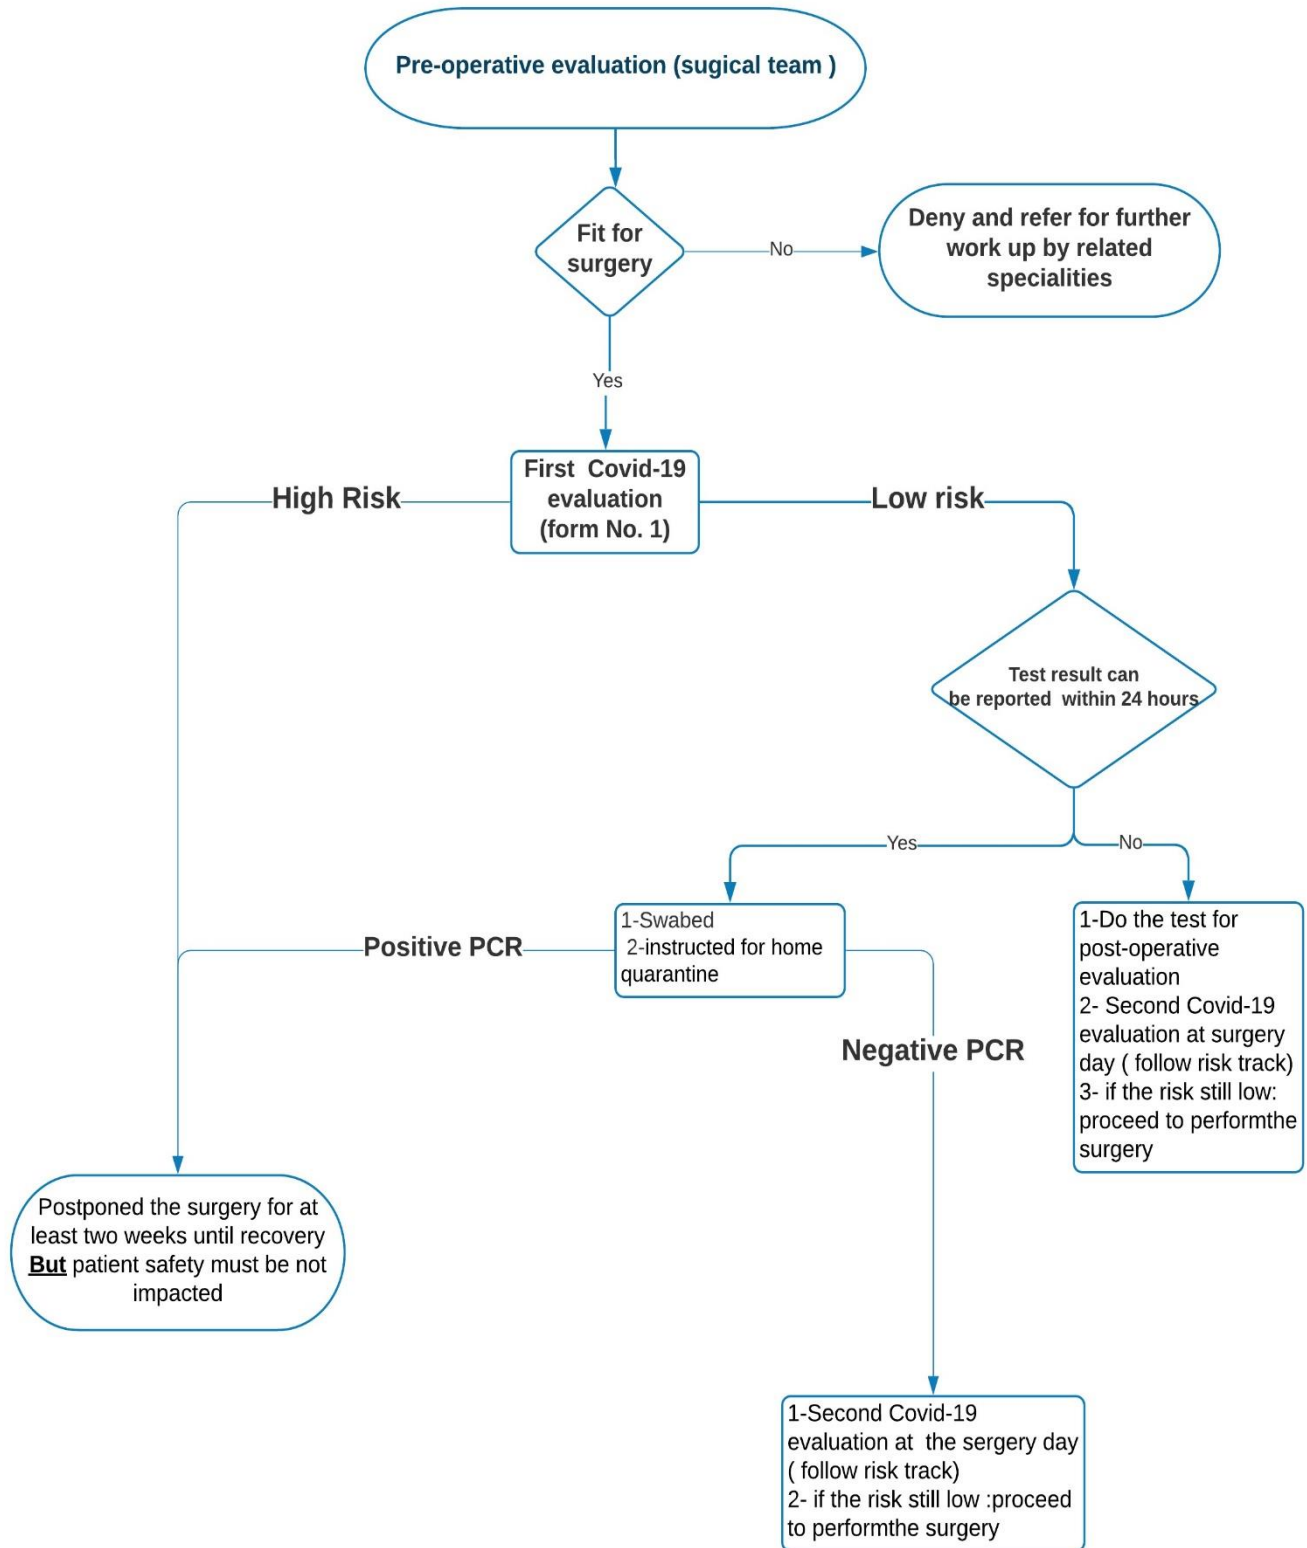 Pre-operative evaluation (sugical team )
Fit for
surgery
No
Deny and refer for further
work up by related
specialities
Yes
First Covid-19
evaluation
(form No. 1)
High Risk
Low risk
Test result can
be reported within 24 hours
Yes
No
1-Swabed
2-instructed for home
quarantine
Positive PCR
Negative PCR
1-Do the test for
post-operative
evaluation
2- Second Covid-19
evaluation at surgery
day ( follow risk track)
3- if the risk still low:
proceed to performthe
surgery
Postponed the surgery for at
least two weeks until recovery
But patient safety must be not
impacted
1-Second Covid-19
evaluation at the sergery day
( follow risk track)
2- if the risk still low :proceed
to performthe surgery